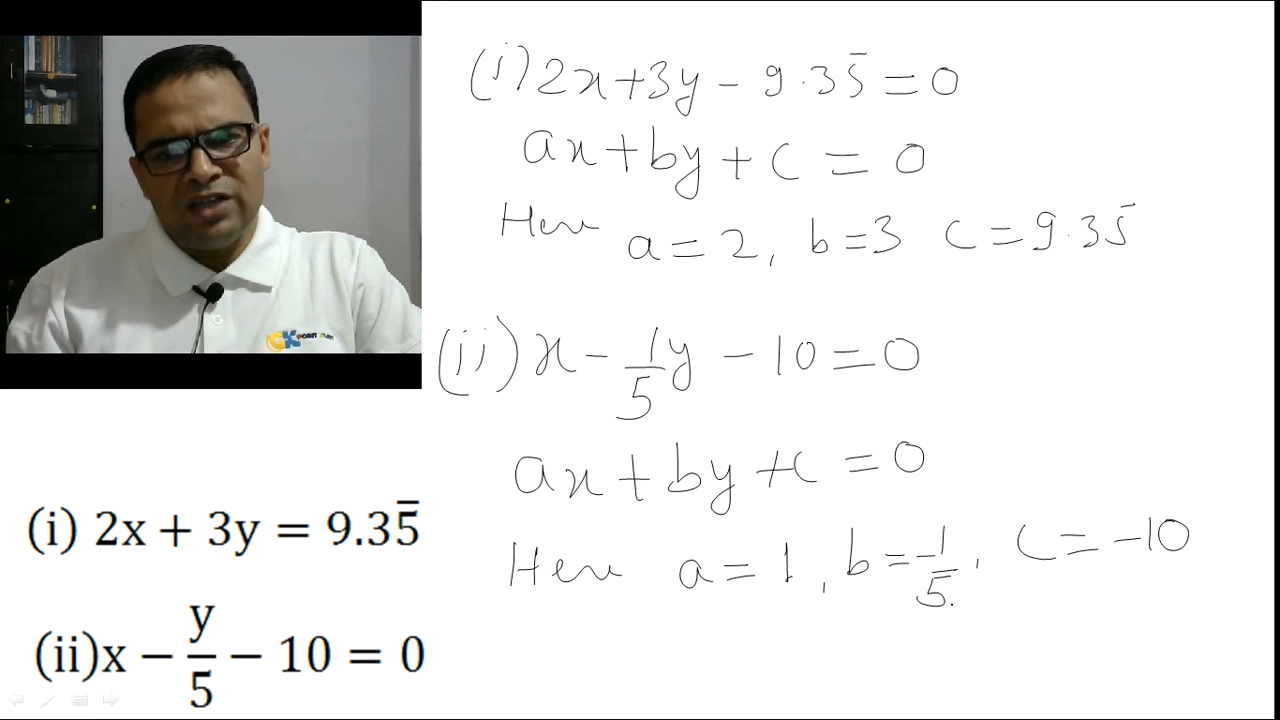 (i) 2x + 3y - 9.35̅ = 0
ax + by + c = 0
Here a = 2, b = 3 c = 9.35̅
(ii) x - 1/5 y - 10 = 0
ax + by + c = 0
Here a = 1, b = -1/5, c = -10
(i) 2x + 3y = 9.35̅
(ii)x − y/5 − 10 = 0